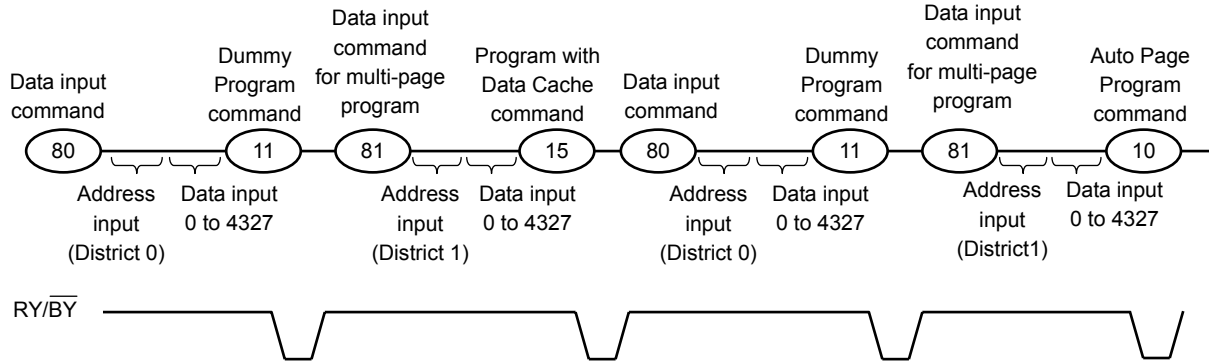 Data input
command
Dummy
Program
command
Data input
command
for multi-page
program
Program with
Data Cache
command
Data input
command
Dummy
Program
command
Data input
command
for multi-page
program
Auto Page
Program
command
80
11
81
15
80
11
81
10
Address
input
(District 0)
Data input
0 to 4327
Address
input
(District 1)
Data input
0 to 4327
Address
input
(District 0)
Data input
0 to 4327
Address
input
(District1)
Data input
0 to 4327
RY/B̅Y̅